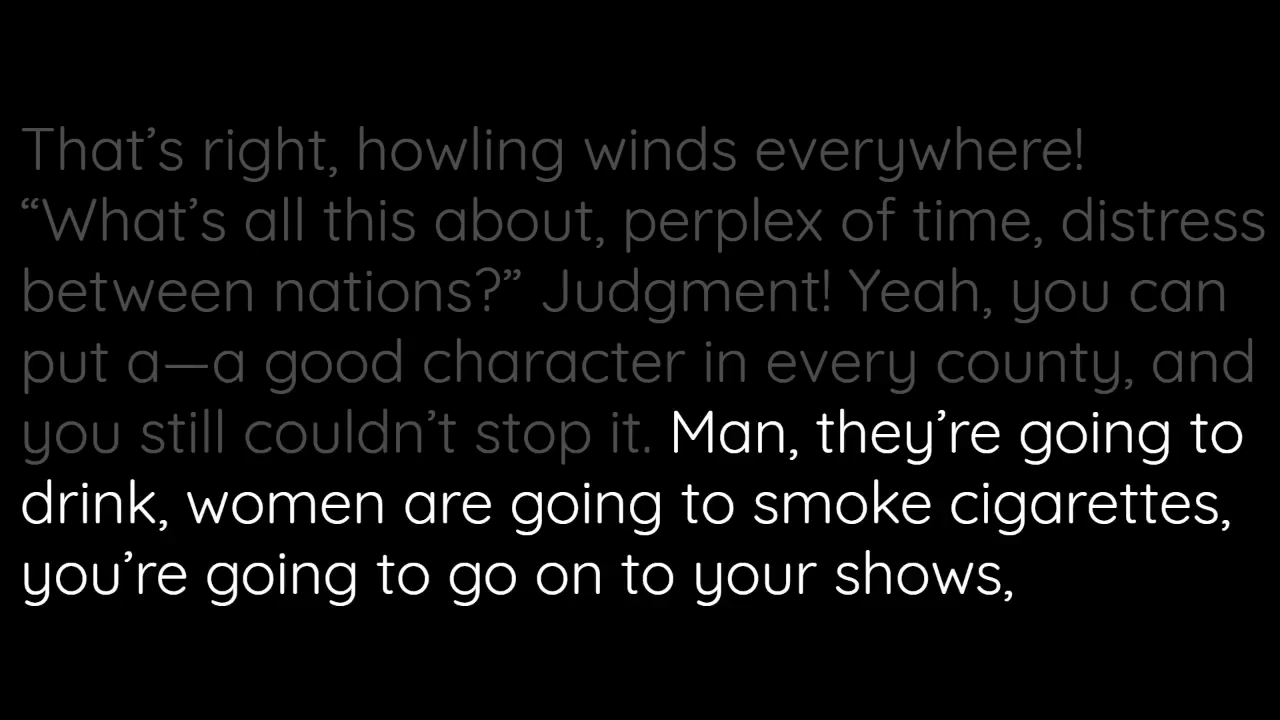 That’s right, howling winds everywhere!
“What’s all this about, perplex of time, distress
between nations?” Judgment! Yeah, you can
put a—a good character in every county, and
you still couldn’t stop it. Man, they’re going to
drink, women are going to smoke cigarettes,
you’re going to go on to your shows,